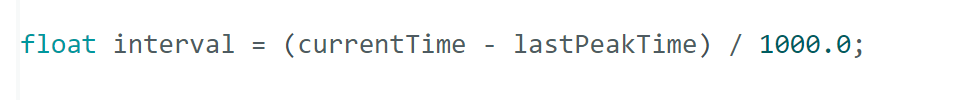 float interval = (currentTime - lastPeakTime) / 1000.0;